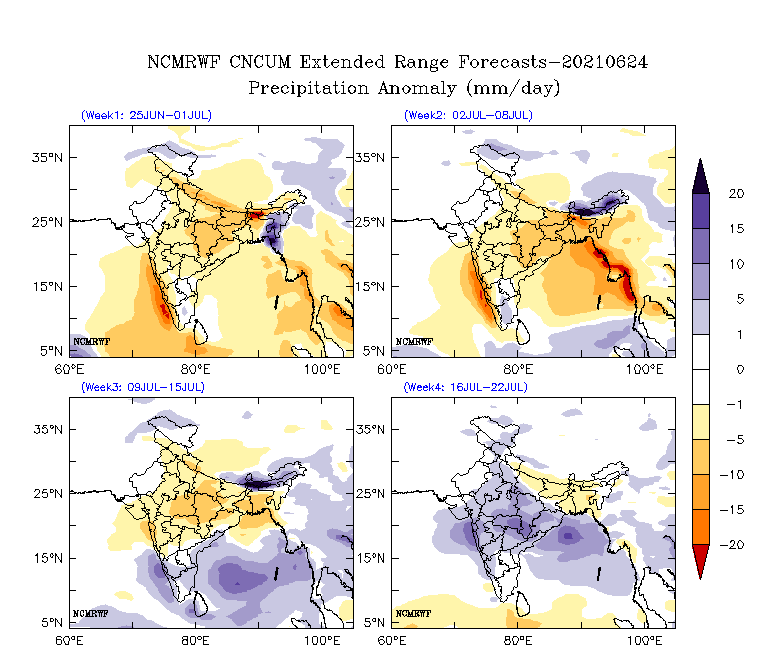 NCMRWF CNCUM Extended Range Forecasts-20210624
Precipitation Anomaly (mm/day)
(Week1: 25JUN-01JUL)
(Week2: 02JUL-08JUL)
35°N
25°N
15°N
5°N
NCMRWF
60°E
80°E
100°E
35°N
25°N
15°N
5°N
NCMRWF
60°E
80°E
100°E
(Week3: 09JUL-15JUL)
(Week4: 16JUL-22JUL)
35°N
25°N
15°N
5°N
NCMRWF
60°E
80°E
100°E
35°N
25°N
15°N
5°N
NCMRWF
60°E
80°E
100°E
20
15
10
5
1
0
-1
-5
-10
-15
-20